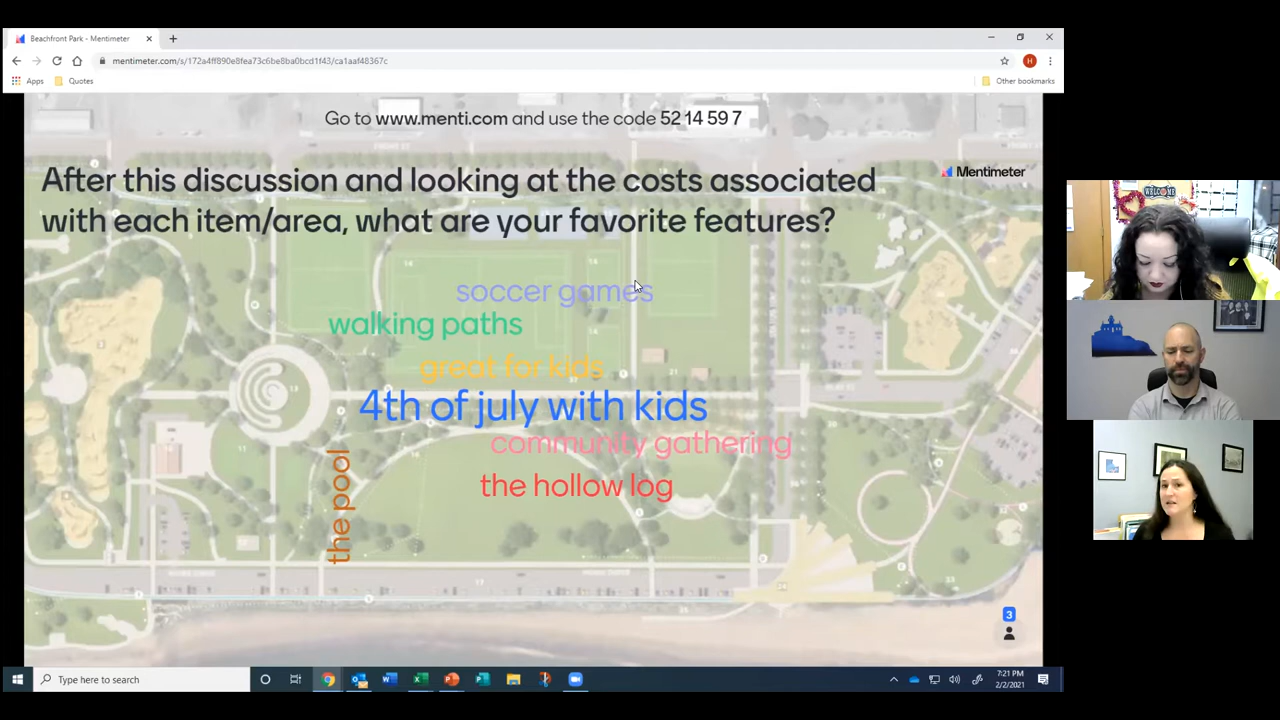 Beachfront Park - Mentimeter
mentimeter.com/s/172a4ff890e8fea73c6be8ba0bcd1f43/ca1aaf48367c
H
Apps
Quotes
Other bookmarks
Go to www.menti.com and use the code 52 14 59 7
FRONT ST
Mentimeter
After this discussion and looking at the costs associated
with each item/area, what are your favorite features?
WELCOME
soccer games
walking paths
great for kids
4th of july with kids
community gathering
the hollow log
the pool
3
Type here to search
7:21 PM
2/2/2021